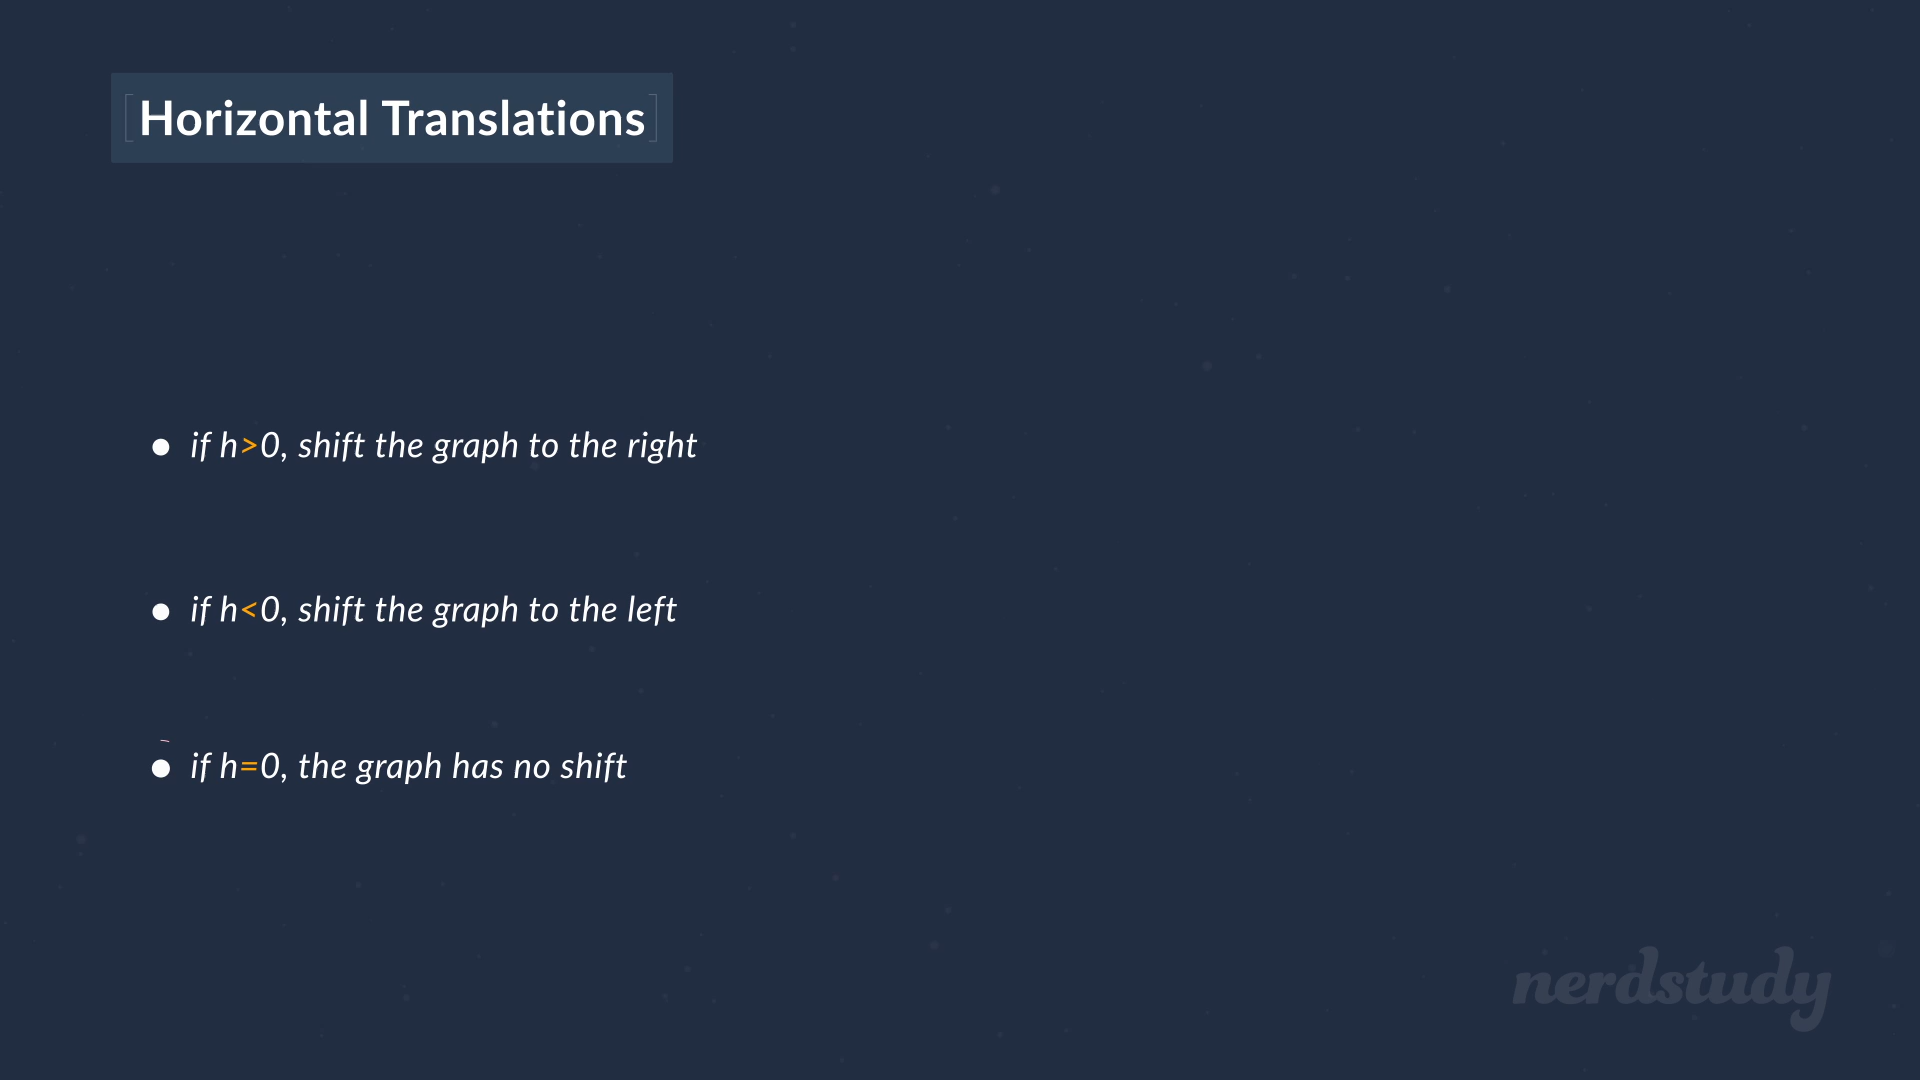 Horizontal Translations
● if h>0, shift the graph to the right
● if h<0, shift the graph to the left
● if h=0, the graph has no shift
nerdstudy